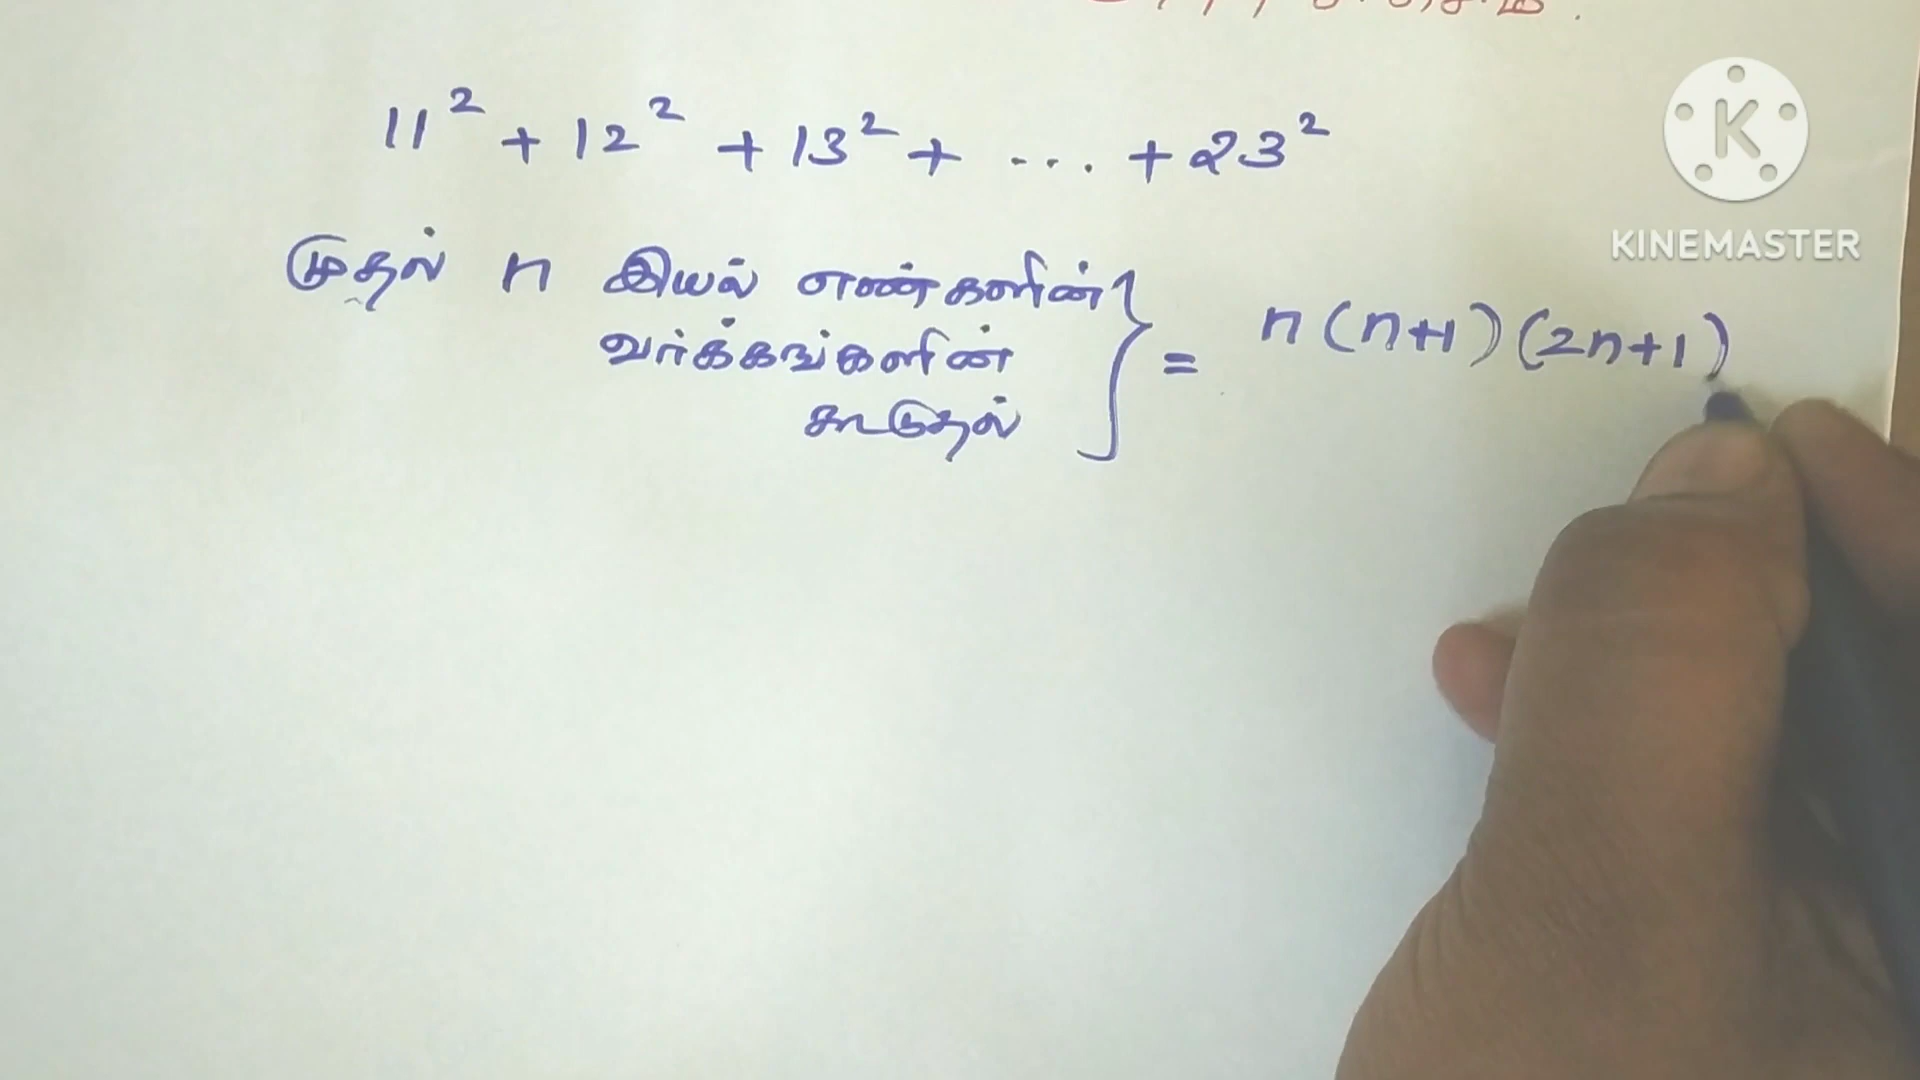 11² + 12² + 13² + ... + 23²
KINEMASTER
முதல் n இயல் எண்களின்
வர்க்கங்களின்
கூடுதல்
} = n(n+1)(2n+1)